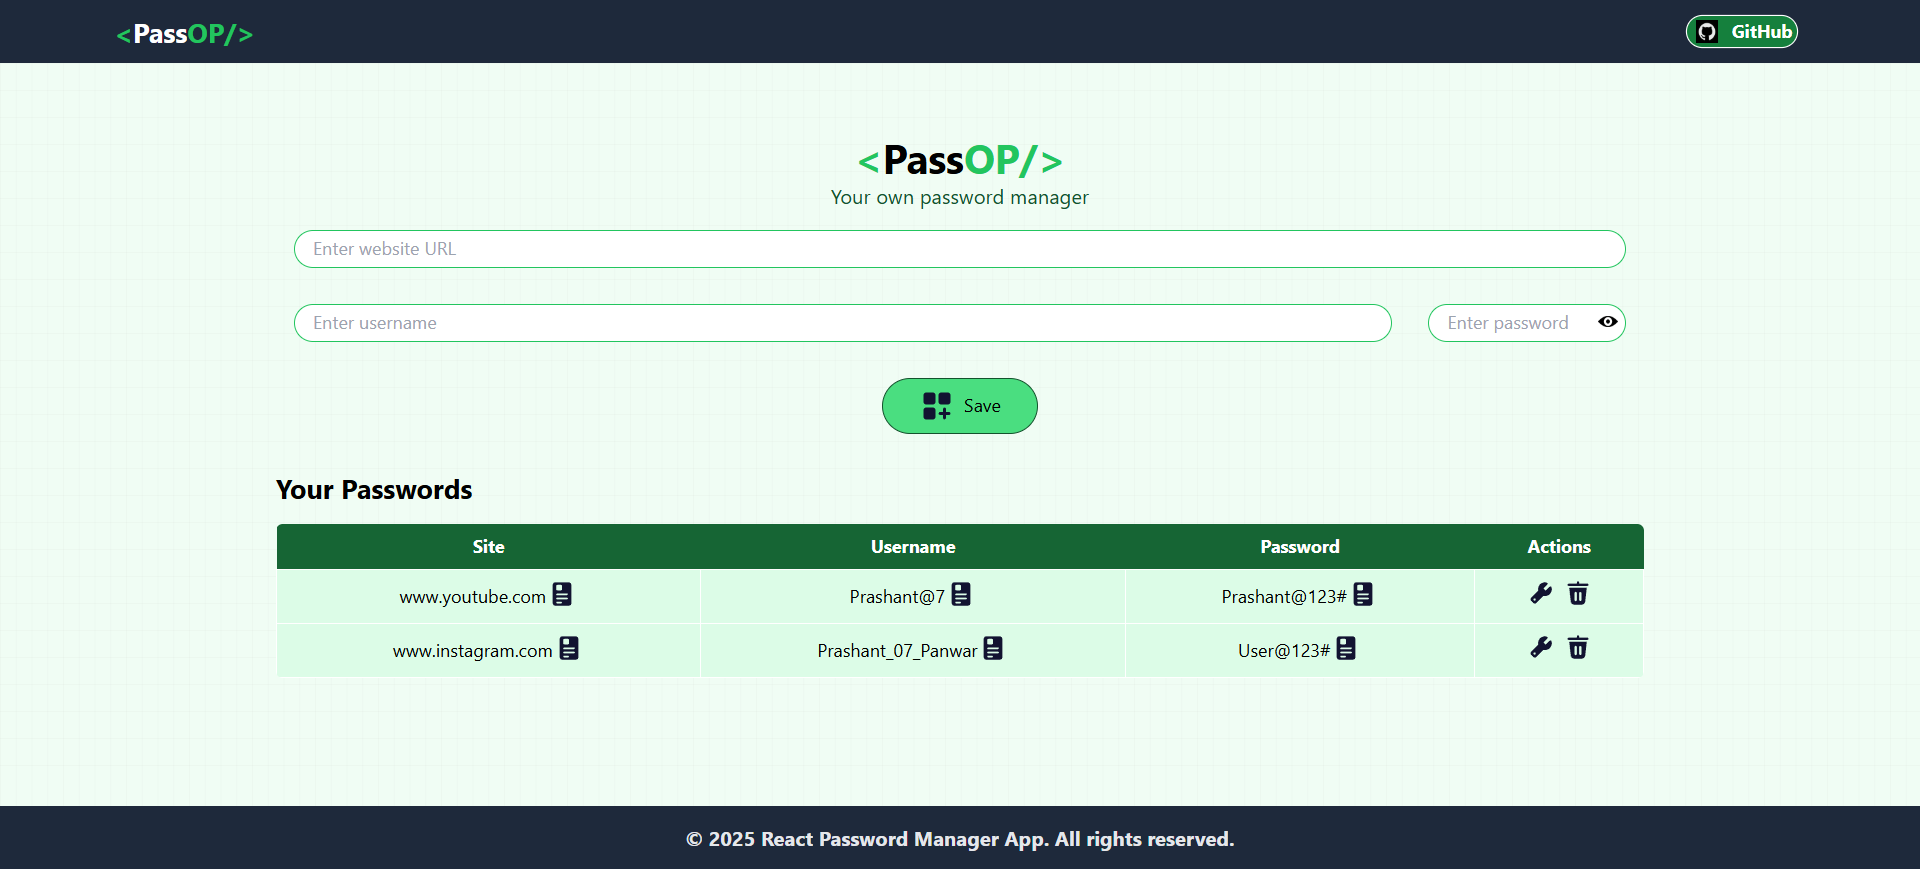 <PassOP/>
GitHub
<PassOP/>
Your own password manager
Enter website URL
Enter username
Enter password
Save
Your Passwords
Site Username Password Actions
www.youtube.com Prashant@7 Prashant@123#
www.instagram.com Prashant_07_Panwar User@123#
© 2025 React Password Manager App. All rights reserved.